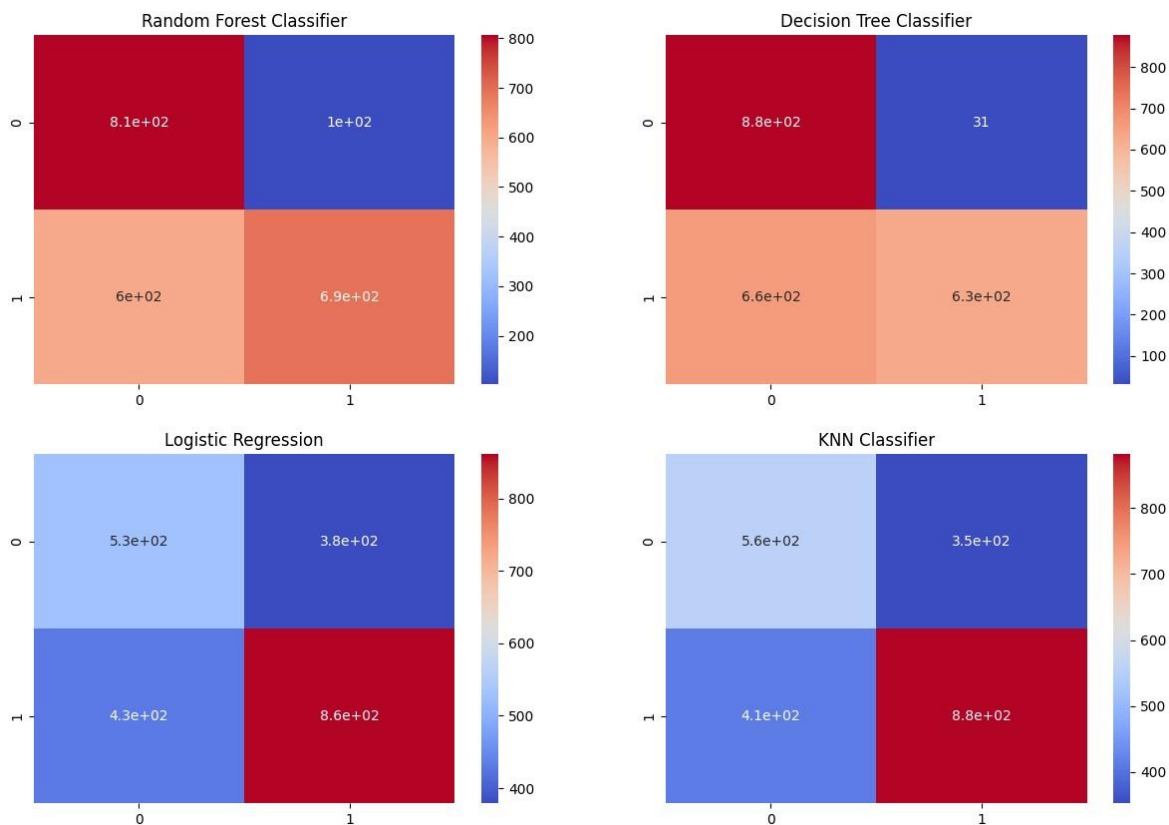 Random Forest Classifier
800
700
600
500
400
300
200
0
8.1e+02
1e+02
1
6e+02
6.9e+02
0
1
Decision Tree Classifier
800
700
600
500
400
300
200
100
0
8.8e+02
31
1
6.6e+02
6.3e+02
0
1
Logistic Regression
800
700
600
500
400
0
5.3e+02
3.8e+02
1
4.3e+02
8.6e+02
0
1
KNN Classifier
800
700
600
500
400
0
5.6e+02
3.5e+02
1
4.1e+02
8.8e+02
0
1